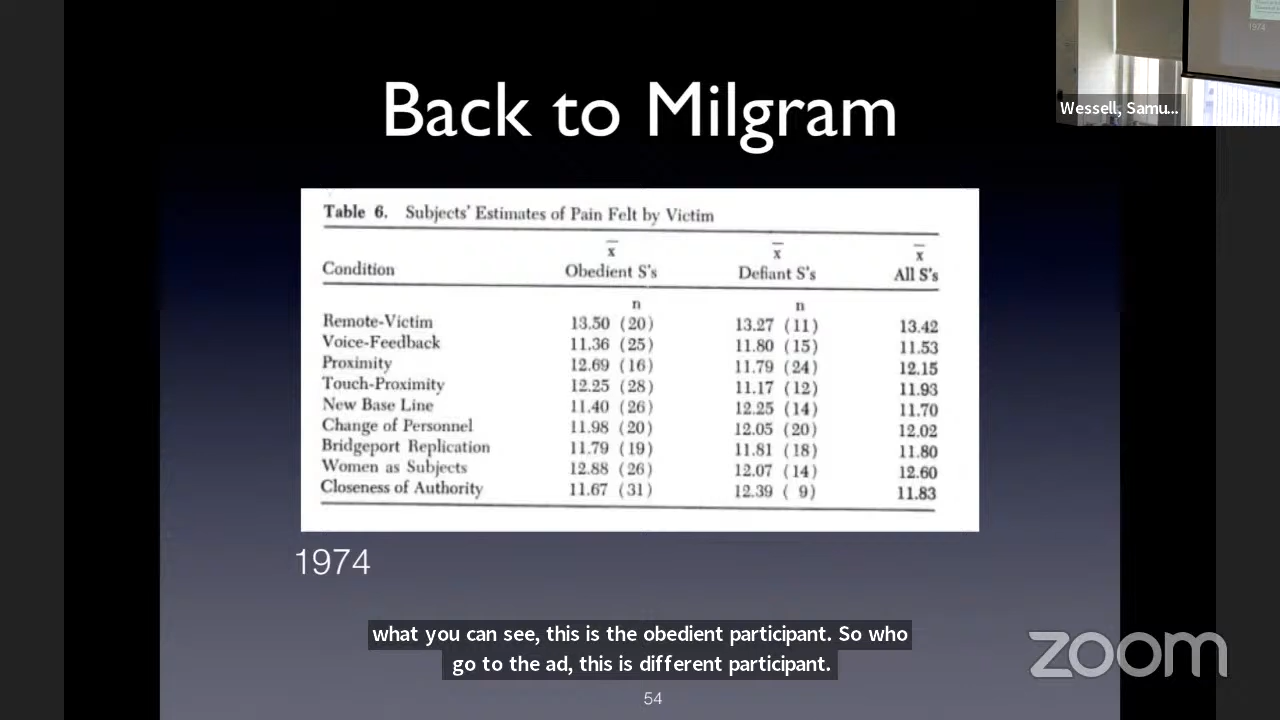 Back to Milgram
1974
Wessell, Samu...
Table 6. Subjects' Estimates of Pain Felt by Victim
Condition x̄ Obedient S's x̄ Defiant S's x̄ All S's
n n
Remote-Victim 13.50 (20) 13.27 (11) 13.42
Voice-Feedback 11.36 (25) 11.80 (15) 11.53
Proximity 12.69 (16) 11.79 (24) 12.15
Touch-Proximity 12.25 (28) 11.17 (12) 11.93
New Base Line 11.40 (26) 12.25 (14) 11.70
Change of Personnel 11.98 (20) 12.05 (20) 12.02
Bridgeport Replication 11.79 (19) 11.81 (18) 11.80
Women as Subjects 12.88 (26) 12.07 (14) 12.60
Closeness of Authority 11.67 (31) 12.39 ( 9) 11.83
1974
what you can see, this is the obedient participant. So who
go to the ad, this is different participant.
zoom
54